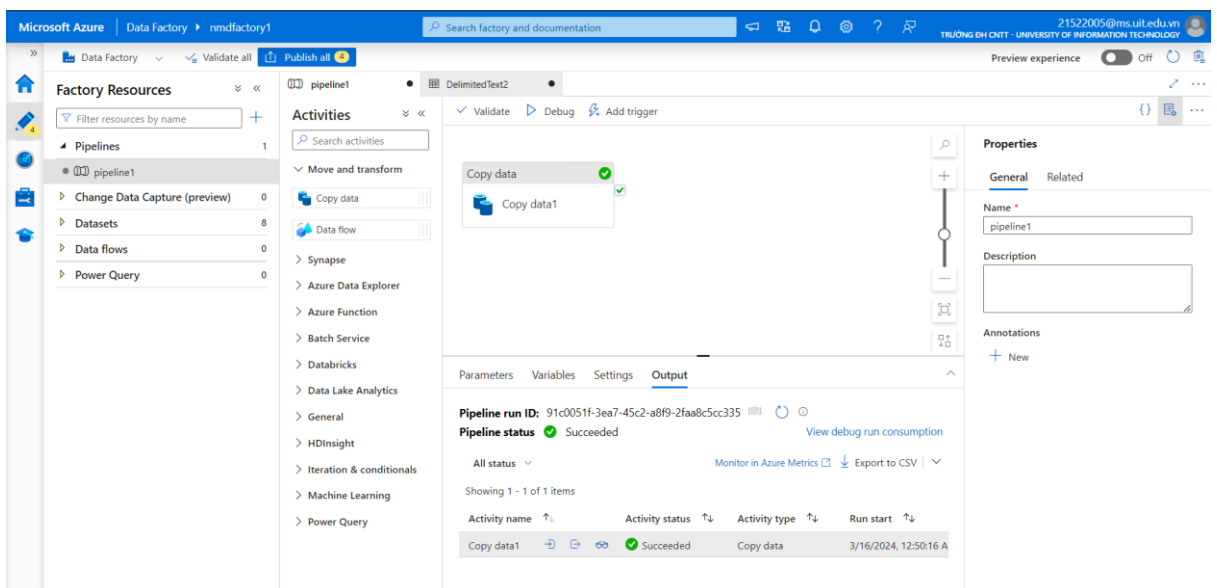 Microsoft Azure Data Factory nmdfactory1 Search factory and documentation 21522005@ms.uit.edu.vn
TRƯỜNG ĐH CNTT - UNIVERSITY OF INFORMATION TECHNOLOGY
Data Factory Validate all Publish all 4 Preview experience Off
Factory Resources
Filter resources by name
4
Pipelines 1
pipeline1
Change Data Capture (preview) 0
Datasets 8
Data flows 0
Power Query 0
pipeline1 DelimitedText2
Activities
Search activities
Move and transform
Copy data
Data flow
Synapse
Azure Data Explorer
Azure Function
Batch Service
Databricks
Data Lake Analytics
General
HDInsight
Iteration & conditionals
Machine Learning
Power Query
Validate Debug Add trigger
Copy data
Copy data1
Parameters Variables Settings Output
Pipeline run ID: 91c0051f-3ea7-45c2-a8f9-2faa8c5cc335
Pipeline status Succeeded View debug run consumption
All status Monitor in Azure Metrics Export to CSV
Showing 1 - 1 of 1 items
Activity name Activity status Activity type Run start
Copy data1 Succeeded Copy data 3/16/2024, 12:50:16 A
Properties
General Related
Name *
pipeline1
Description
Annotations
New